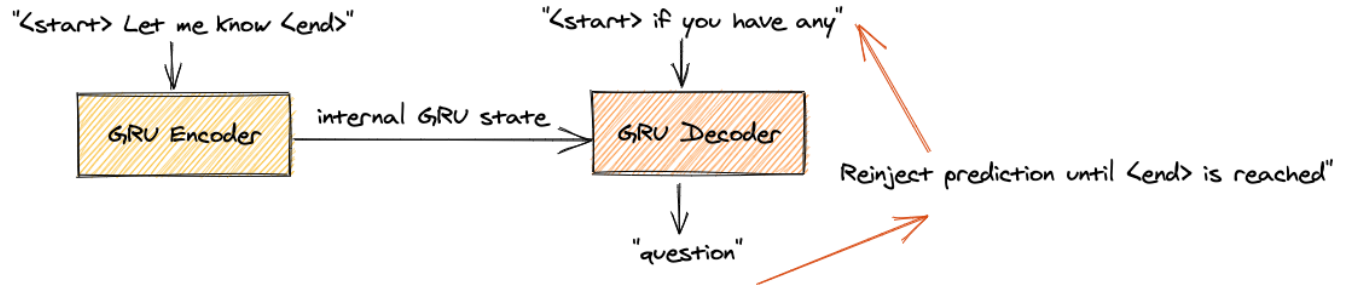 "<start> Let me know <end>"
"<start> if you have any"
GRU Encoder
internal GRU state
GRU Decoder
Reinject prediction until <end> is reached"
"question"